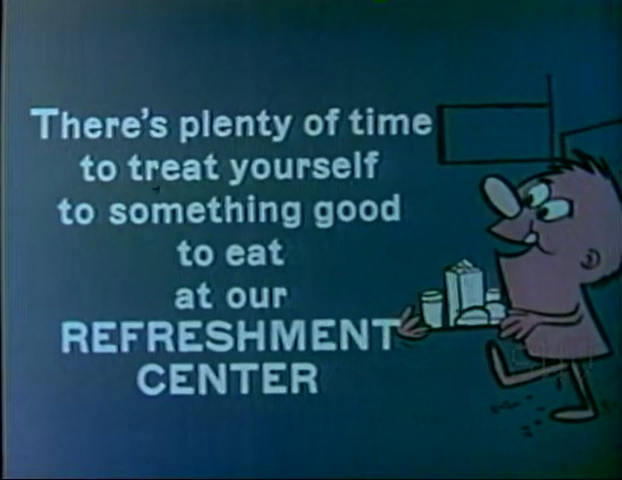 There's plenty of time
to treat yourself
to something good
to eat
at our
REFRESHMENT
CENTER